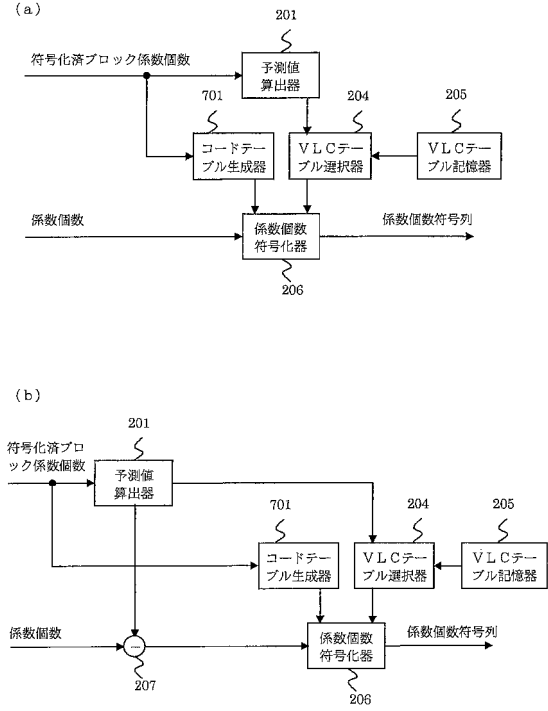 (a)
201
符号化済ブロック係数個数
予測値
算出器
701
204
205
コードテー
ブル生成器
ＶＬＣテー
ブル選択器
ＶＬＣテー
ブル記憶器
係数個数
係数個数
符号化器
係数個数符号列
206
(b)
201
符号化済ブロ
ック係数個数
予測値
算出器
701
204
205
コードテー
ブル生成器
ＶＬＣテー
ブル選択器
ＶＬＣテー
ブル記憶器
係数個数
−
係数個数
符号化器
係数個数符号列
207
206